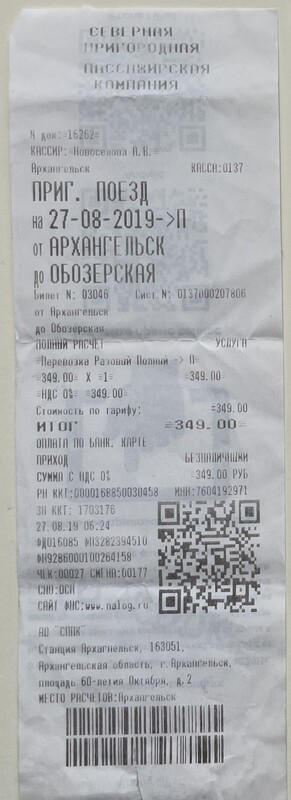 СЕВЕРНАЯ
ПРИГОРОДНАЯ
ПАССАЖИРСКАЯ
КОМПАНИЯ
N док:=16262=
КАССИР: Новоселова А.В.
Архангельск КАССА:0137
ПРИГ. ПОЕЗД
на 27-08-2019->П
от АРХАНГЕЛЬСК
до ОБОЗЕРСКАЯ
Билет N: 03046 Сист.N: 0137000207806
от Архангельск
до Обозерская
ПОЛНЫЙ РАСЧЕТ УСЛУГА
=Перевозка Разовый Полный -> П=
=349.00= X =1= =349.00
=НДС 0%= =349.00=
Стоимость по тарифу: =349.00
ИТОГ =349.00=
ОПЛАТА ПО БАНК. КАРТЕ
ПРИХОД БЕЗНАЛИЧНЫМИ
СУММА С НДС 0% =349.00 РУБ
РН ККТ:0000168850030458 ИНН:7604192971
ЗН ККТ: 1703176
27.08.19 06:24
ФД016085 ФП3282394510
ФН9286000100264158
ЧЕК:00027 СМЕНА:00177
СНО:ОСН
САЙТ ФНС:www.nalog.ru
АО "СППК"
Станция Архагнельск, 163051,
Архангельская область, г.Архангельск,
площадь 60-летия Октября, д.2
МЕСТО РАСЧЕТОВ:Архангельск